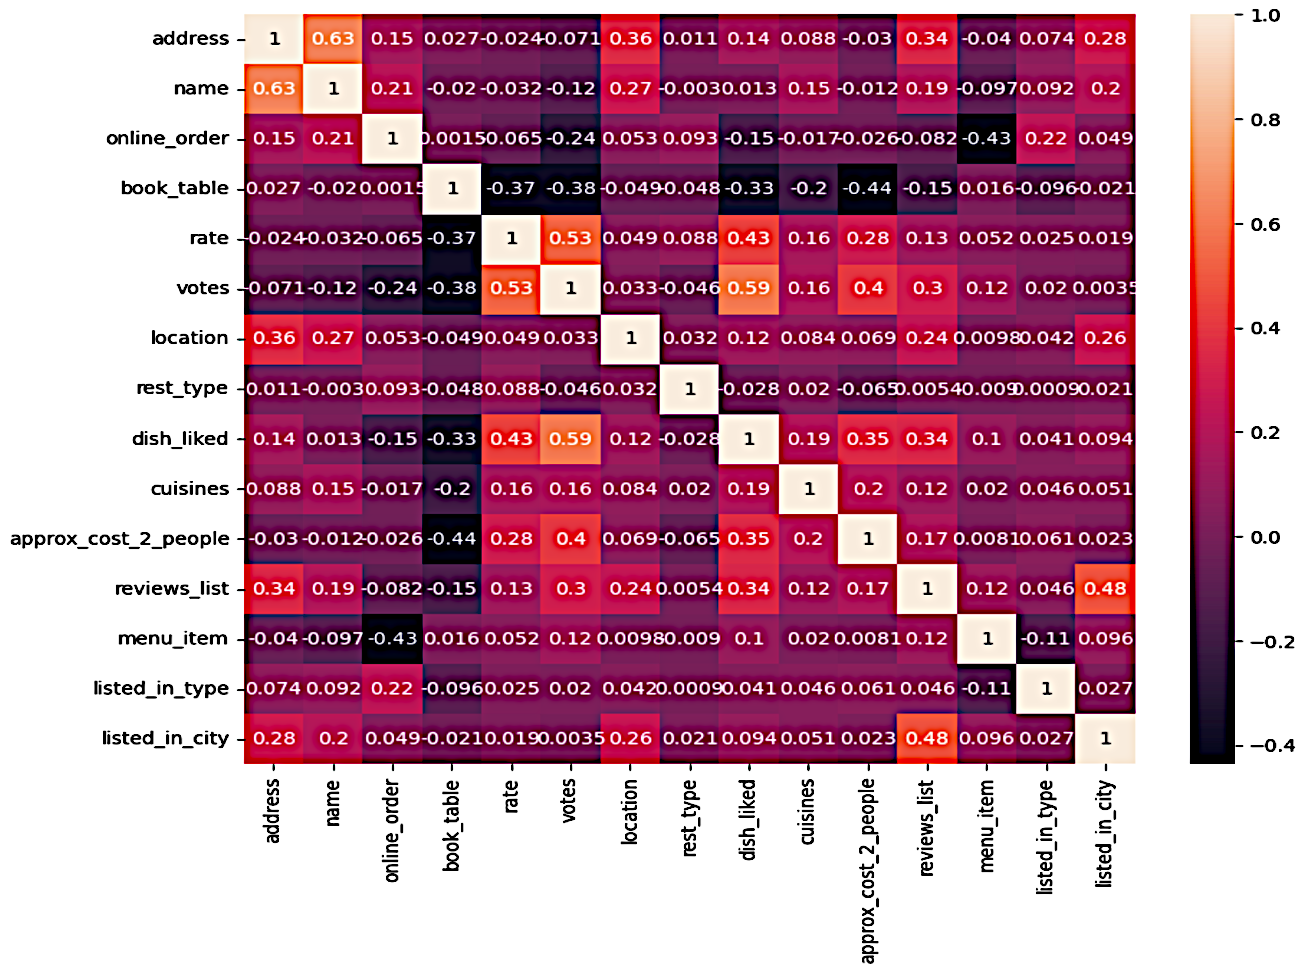 address 1 0.63 0.15 0.027 -0.024 -0.071 0.36 0.011 0.14 0.088 -0.03 0.34 -0.04 0.074 0.28
name 0.63 1 0.21 -0.02 -0.032 -0.12 0.27 -0.003 0.013 0.15 -0.012 0.19 -0.097 0.092 0.2
online_order 0.15 0.21 1 0.0015 -0.065 -0.24 0.053 0.093 -0.15 -0.017 -0.026 -0.082 -0.43 0.22 0.049
book_table 0.027 -0.02 0.0015 1 -0.37 -0.38 -0.049 -0.048 -0.33 -0.2 -0.44 -0.15 0.016 -0.096 -0.021
rate -0.024 -0.032 -0.065 -0.37 1 0.53 0.049 0.088 0.43 0.16 0.28 0.13 0.052 0.025 0.019
votes -0.071 -0.12 -0.24 -0.38 0.53 1 0.033 -0.046 0.59 0.16 0.4 0.3 0.12 0.02 0.0035
location 0.36 0.27 0.053 -0.049 0.049 0.033 1 0.032 0.12 0.084 0.069 0.24 0.0098 0.042 0.26
rest_type 0.011 -0.003 0.093 -0.048 0.088 -0.046 0.032 1 -0.028 0.02 -0.065 0.0054 -0.009 0.021
dish_liked 0.14 0.013 -0.15 -0.33 0.43 0.59 0.12 -0.028 1 0.19 0.35 0.34 0.1 0.041 0.094
cuisines 0.088 0.15 -0.017 -0.2 0.16 0.16 0.084 0.02 0.19 1 0.2 0.12 0.02 0.046 0.051
approx_cost_2_people -0.03 -0.012 -0.026 -0.44 0.28 0.4 0.069 -0.065 0.35 0.2 1 0.17 0.0081 0.061 0.023
reviews_list 0.34 0.19 -0.082 -0.15 0.13 0.3 0.24 0.0054 0.34 0.12 0.17 1 0.12 0.046 0.48
menu_item -0.04 -0.097 -0.43 0.016 0.052 0.12 0.0098 -0.009 0.1 0.02 0.0081 0.12 1 -0.11 0.096
listed_in_type 0.074 0.092 0.22 -0.096 0.025 0.02 0.042 0.041 0.046 0.061 0.046 -0.11 1 0.027
listed_in_city 0.28 0.2 0.049 -0.021 0.019 0.0035 0.26 0.021 0.094 0.051 0.023 0.48 0.096 0.027 1
address name online_order book_table rate votes location rest_type dish_liked cuisines approx_cost_2_people reviews_list menu_item listed_in_type listed_in_city
1.0
0.8
0.6
0.4
0.2
0.0
−0.2
−0.4